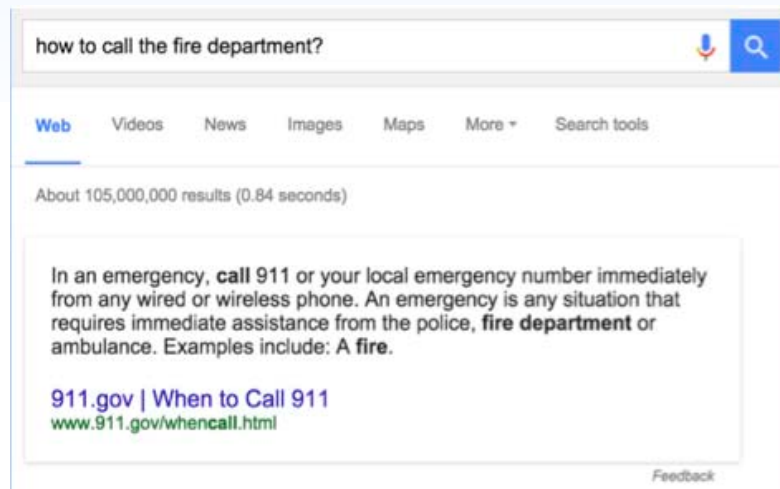 how to call the fire department?
Web Videos News Images Maps More Search tools
About 105,000,000 results (0.84 seconds)
In an emergency, call 911 or your local emergency number immediately
from any wired or wireless phone. An emergency is any situation that
requires immediate assistance from the police, fire department or
ambulance. Examples include: A fire.
911.gov | When to Call 911
www.911.gov/whencall.html
Feedback